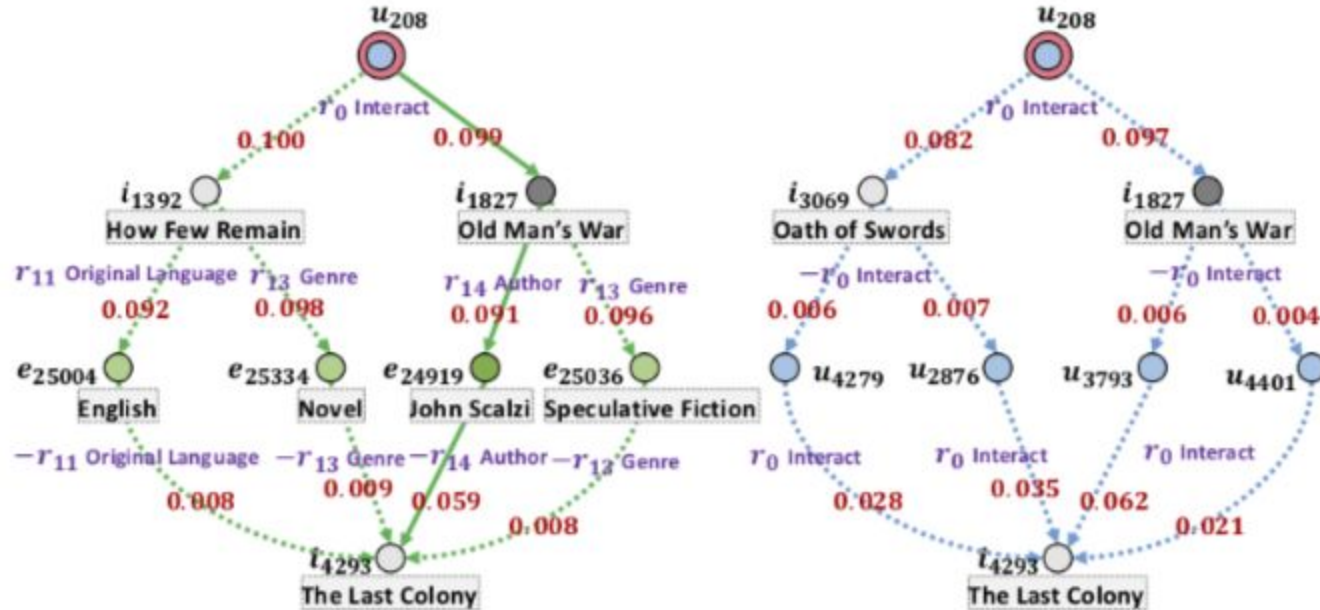 u208 u208
r0 Interact r0 Interact
0.100 0.099 0.082 0.097
i1392 i1827 i3069 i1827
How Few Remain Old Man's War Oath of Swords Old Man's War
r11 Original Language r13 Genre r14 Author r13 Genre −r0 Interact −r0 Interact
0.092 0.098 0.091 0.096 0.006 0.007 0.006 0.004
e25004 e25334 e24919 e25036 u4279 u2876 u3793 u4401
English Novel John Scalzi Speculative Fiction
−r11 Original Language −r13 Genre −r14 Author −r13 Genre r0 Interact r0 Interact r0 Interact
0.008 0.009 0.059 0.008 0.028 0.035 0.062 0.021
i4293 i4293
The Last Colony The Last Colony